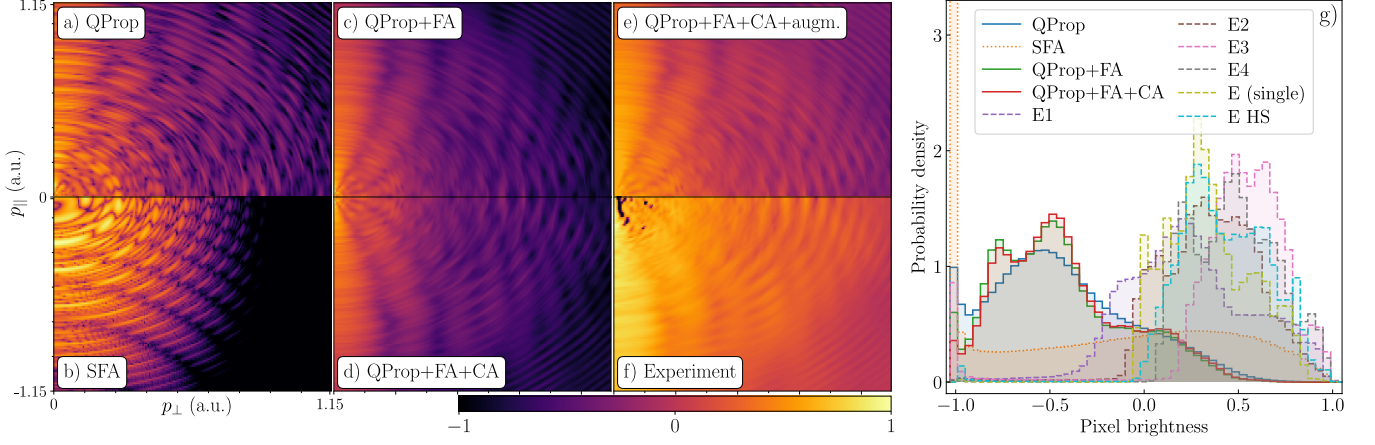 1.15
a) QProp
c) QProp+FA
e) QProp+FA+CA+augm.
p∥ (a.u.)
0
b) SFA
d) QProp+FA+CA
f) Experiment
-1.15
0
p⊥ (a.u.)
1.15
−1
0
1
g)
QProp
SFA
QProp+FA
QProp+FA+CA
E1
E2
E3
E4
E (single)
E HS
Probability density
3
2
1
0
−1.0
−0.5
0.0
0.5
1.0
Pixel brightness